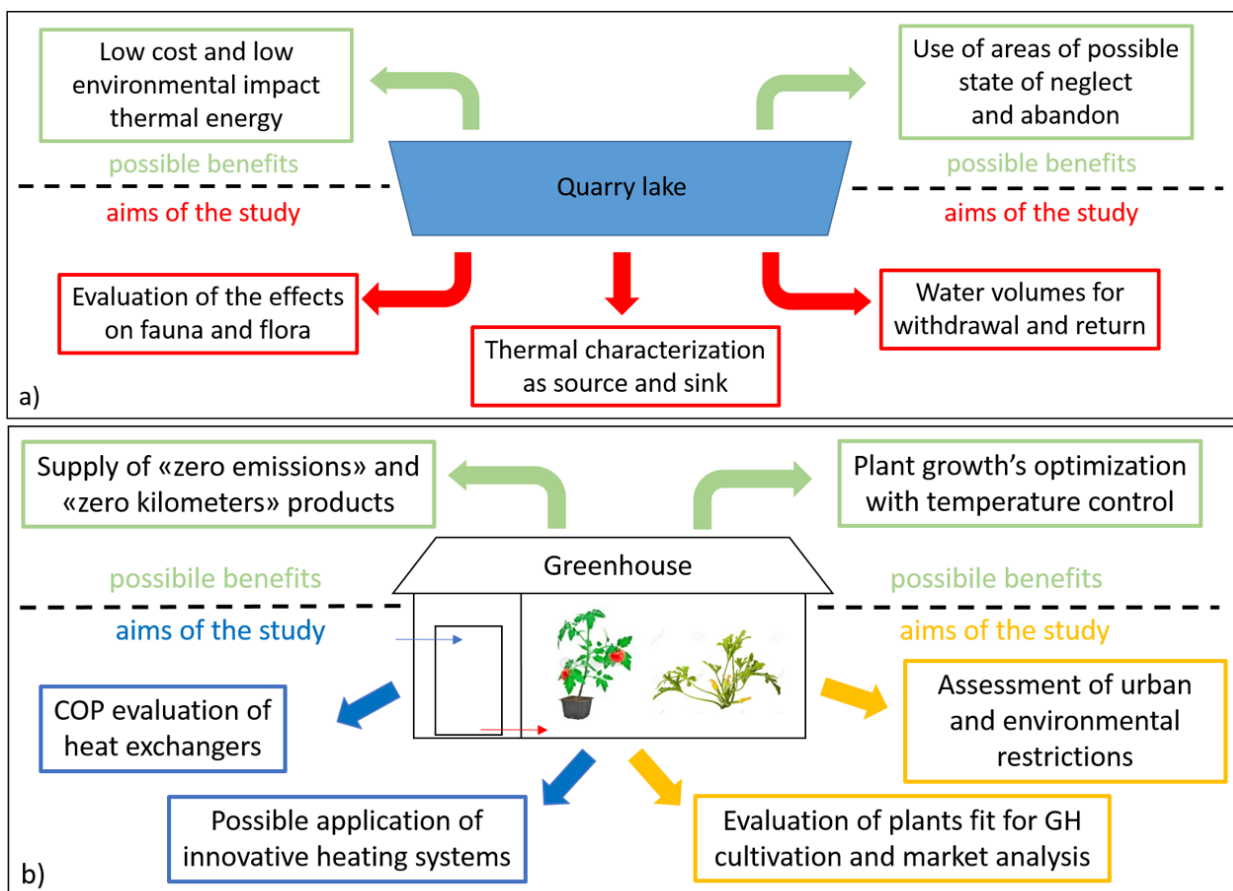 Low cost and low
environmental impact
thermal energy
Use of areas of possible
state of neglect
and abandon
possible benefits
aims of the study
Quarry lake
possible benefits
aims of the study
Evaluation of the effects
on fauna and flora
Thermal characterization
as source and sink
Water volumes for
withdrawal and return
a)
Supply of «zero emissions» and
«zero kilometers» products
Plant growth's optimization
with temperature control
Greenhouse
possibile benefits
aims of the study
possibile benefits
aims of the study
COP evaluation of
heat exchangers
Assessment of urban
and environmental
restrictions
Possible application of
innovative heating systems
Evaluation of plants fit for GH
cultivation and market analysis
b)